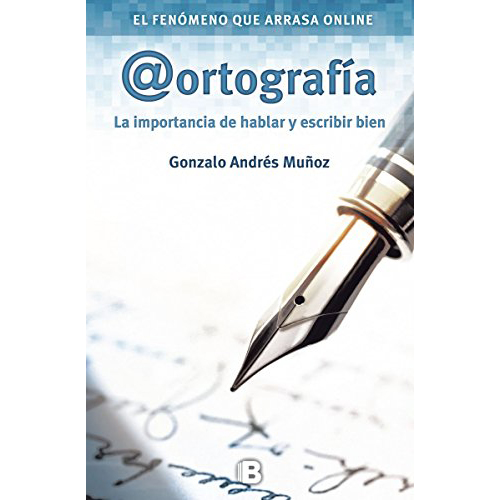 EL FENÓMENO QUE ARRASA ONLINE
@ortografía
La importancia de hablar y escribir bien
Gonzalo Andrés Muñoz
B